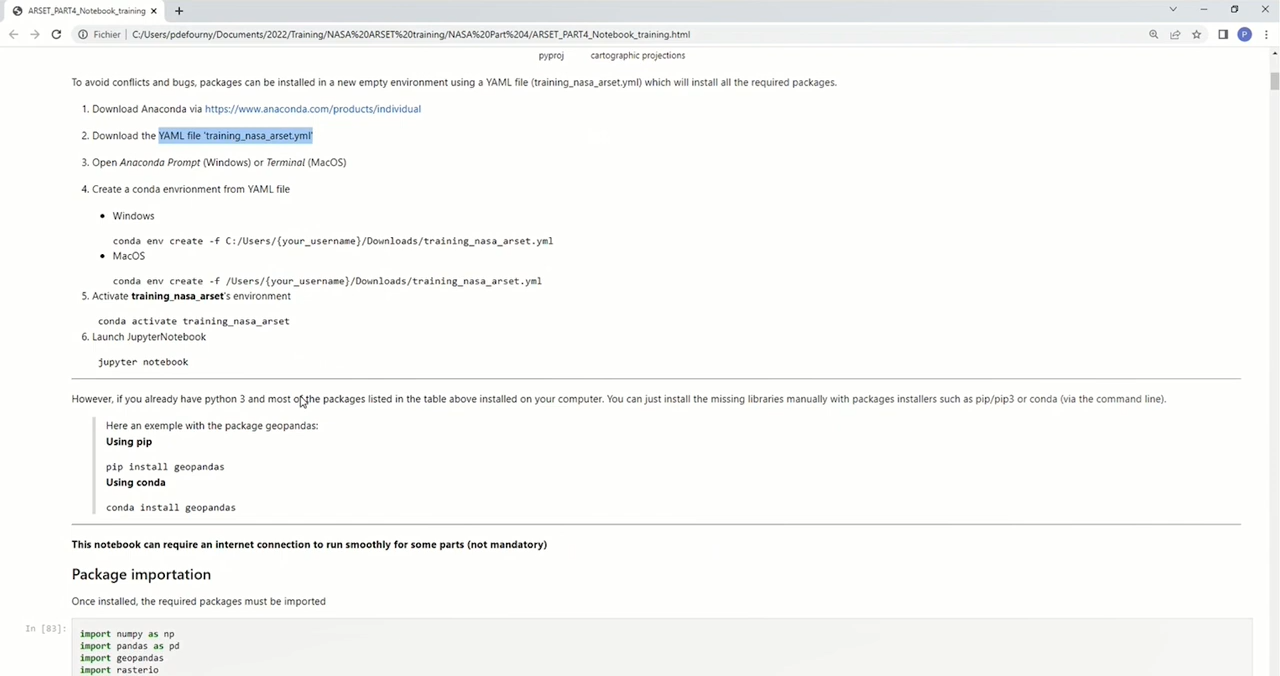 ARSET_PART4_Notebook_training
Fichier
C:/Users/pdefourny/Documents/2022/Training/NASA%20ARSET%20training/NASA%20Part%204/ARSET_PART4_Notebook_training.html
P
pyproj cartographic projections
To avoid conflicts and bugs, packages can be installed in a new empty environment using a YAML file (training_nasa_arset.yml) which will install all the required packages.
1. Download Anaconda via https://www.anaconda.com/products/individual
2. Download the YAML file 'training_nasa_arset.yml'
3. Open Anaconda Prompt (Windows) or Terminal (MacOS)
4. Create a conda envrionment from YAML file
• Windows
conda env create -f C:/Users/{your_username}/Downloads/training_nasa_arset.yml
• MacOS
conda env create -f /Users/{your_username}/Downloads/training_nasa_arset.yml
5. Activate training_nasa_arset's environment
conda activate training_nasa_arset
6. Launch JupyterNotebook
jupyter notebook
However, if you already have python 3 and most of the packages listed in the table above installed on your computer. You can just install the missing libraries manually with packages installers such as pip/pip3 or conda (via the command line).
Here an exemple with the package geopandas:
Using pip
pip install geopandas
Using conda
conda install geopandas
This notebook can require an internet connection to run smoothly for some parts (not mandatory)
Package importation
Once installed, the required packages must be imported
In [83]:
import numpy as np
import pandas as pd
import geopandas
import rasterio